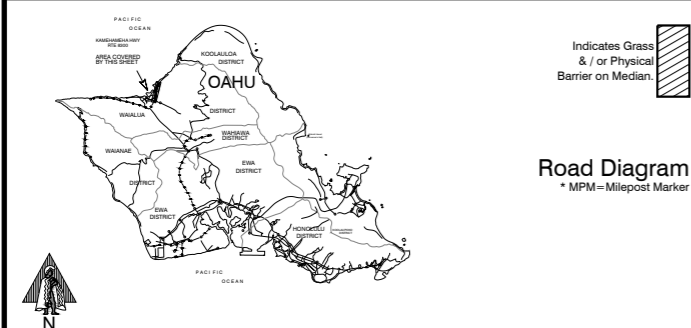 PACIFIC
OCEAN
KAMEHAMEHA HWY
RTE 8300
AREA COVERED
BY THIS SHEET
KOOLAULOA
DISTRICT
OAHU
WAIALUA
DISTRICT
WAHIAWA
DISTRICT
WAIANAE
DISTRICT
EWA
DISTRICT
EWA
DISTRICT
HONOLULU
DISTRICT
PACIFIC
OCEAN
N
Indicates Grass
& / or Physical
Barrier on Median.
Road Diagram
* MPM=Milepost Marker